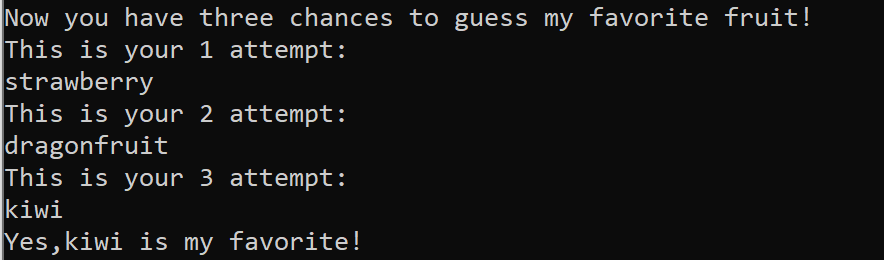 Now you have three chances to guess my favorite fruit!
This is your 1 attempt:
strawberry
This is your 2 attempt:
dragonfruit
This is your 3 attempt:
kiwi
Yes,kiwi is my favorite!